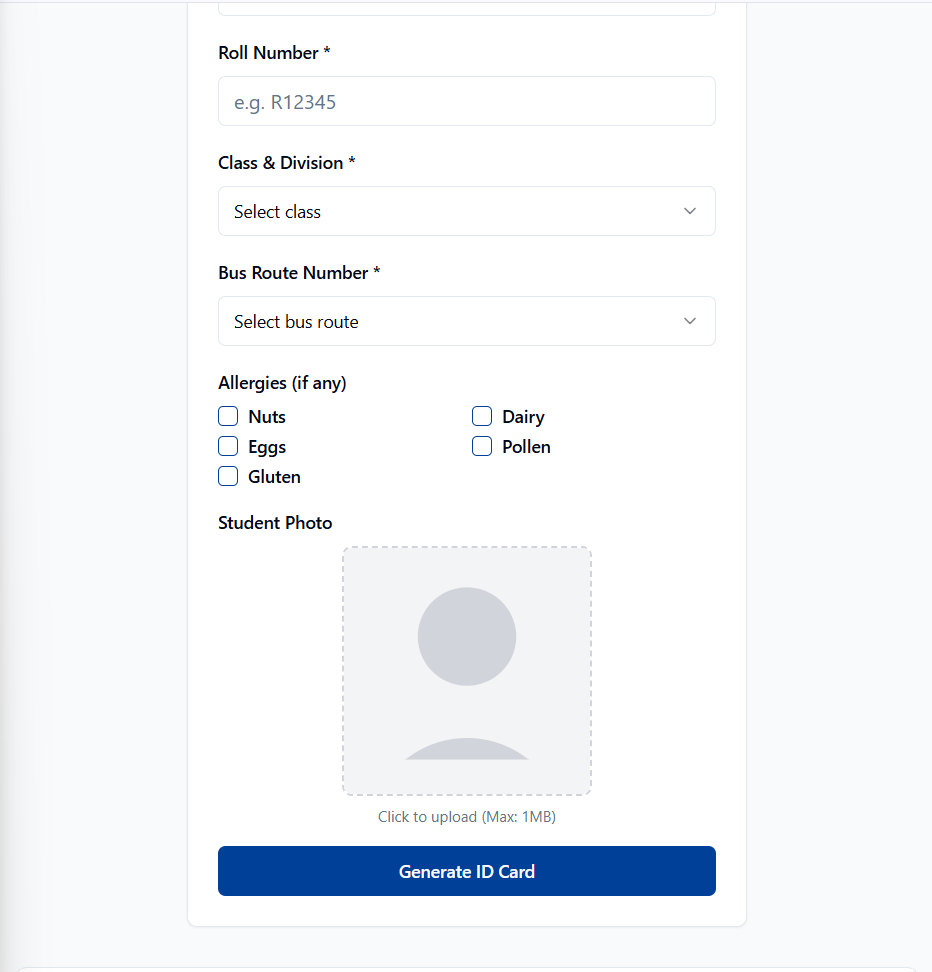 Roll Number *
e.g. R12345
Class & Division *
Select class
Bus Route Number *
Select bus route
Allergies (if any)
Nuts
Dairy
Eggs
Pollen
Gluten
Student Photo
Click to upload (Max: 1MB)
Generate ID Card